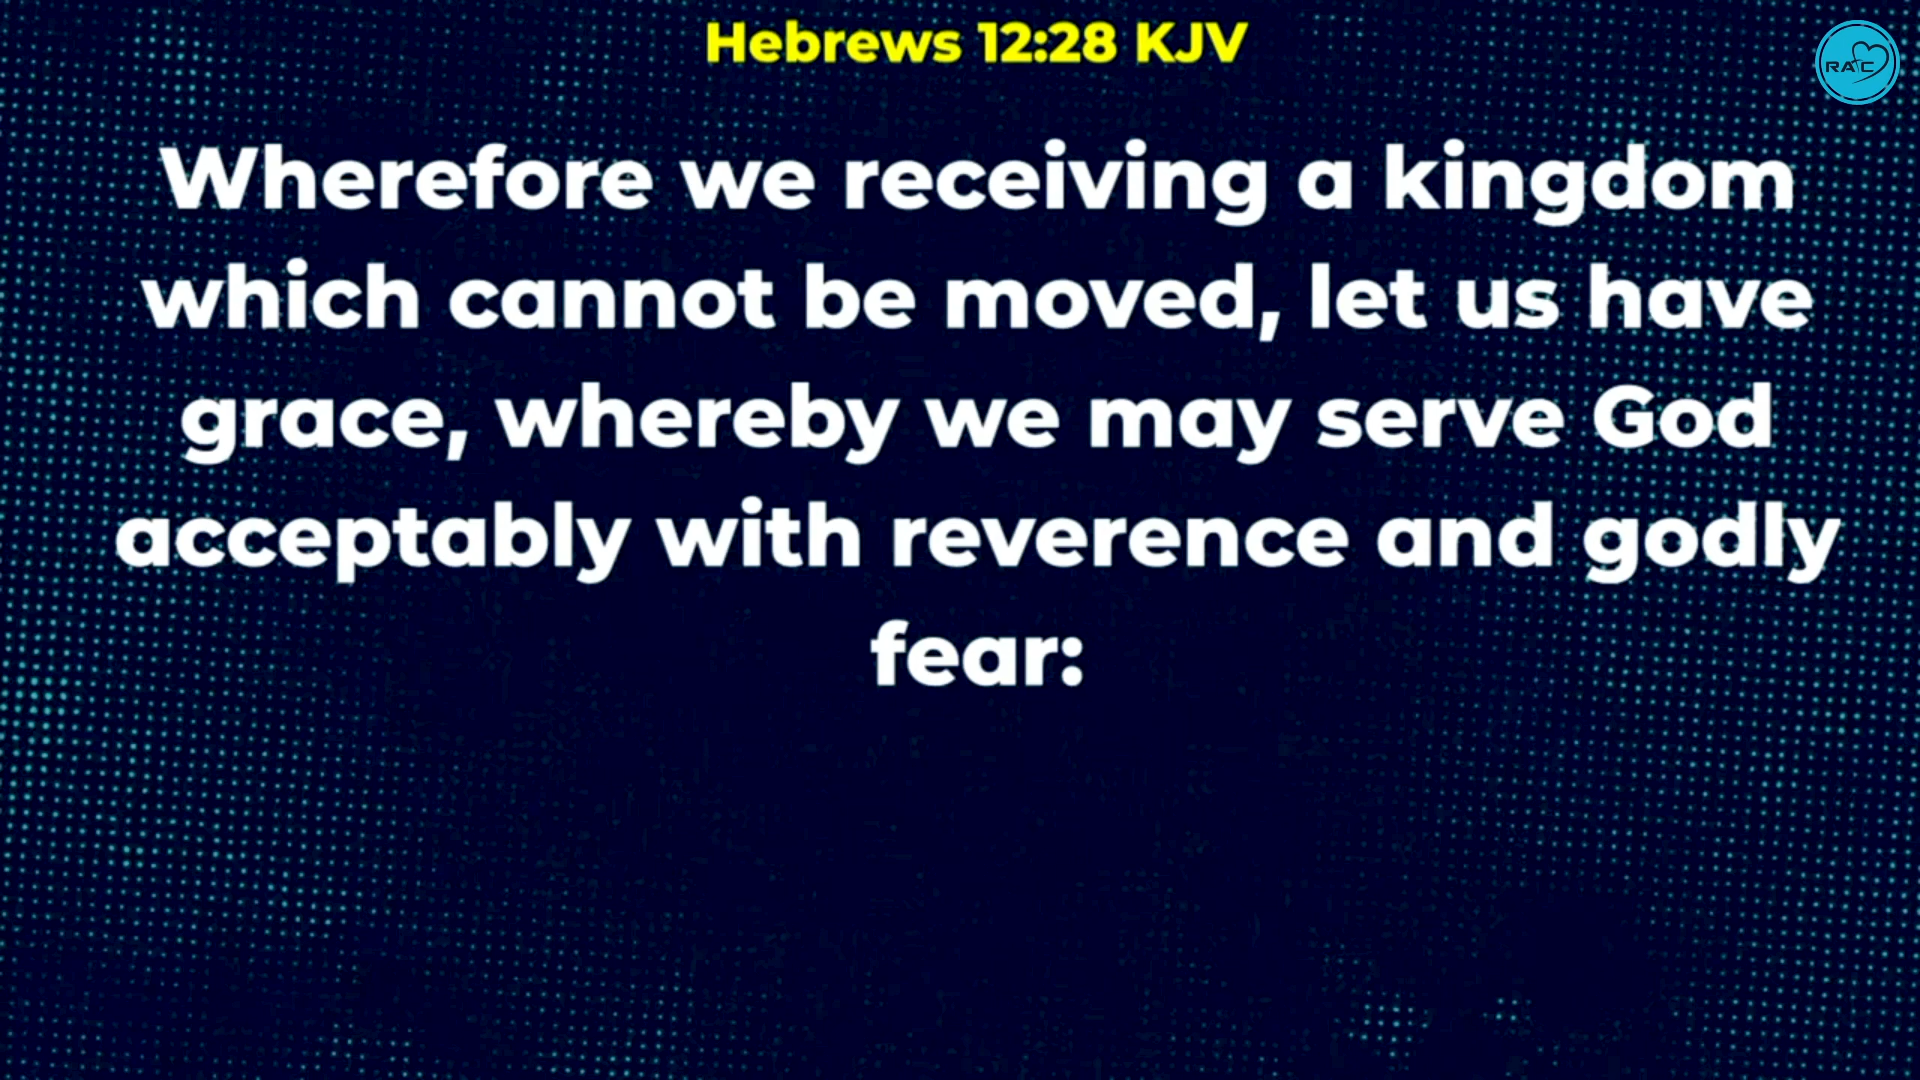 Hebrews 12:28 KJV
RAFC
Wherefore we receiving a kingdom
which cannot be moved, let us have
grace, whereby we may serve God
acceptably with reverence and godly
fear: